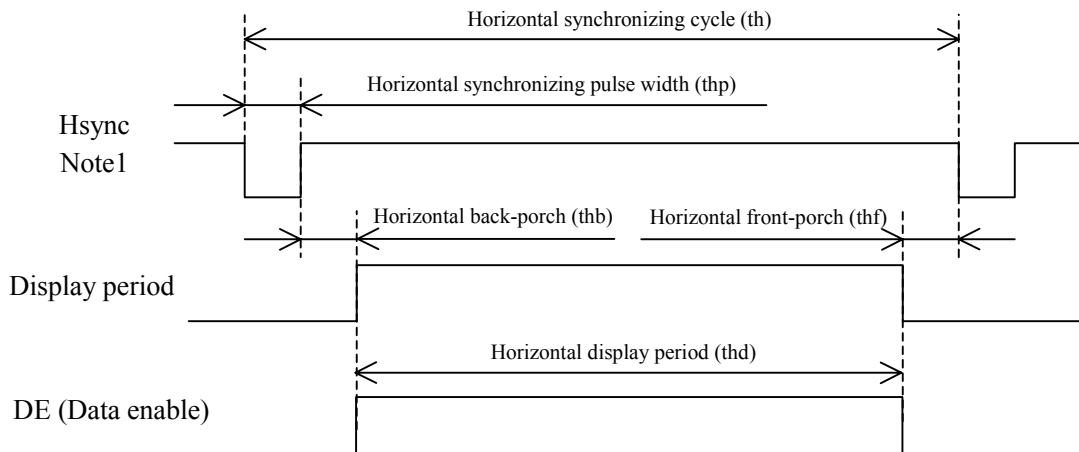 Horizontal synchronizing cycle (th)
Horizontal synchronizing pulse width (thp)
Hsync
Note1
Horizontal back-porch (thb)
Horizontal front-porch (thf)
Display period
Horizontal display period (thd)
DE (Data enable)